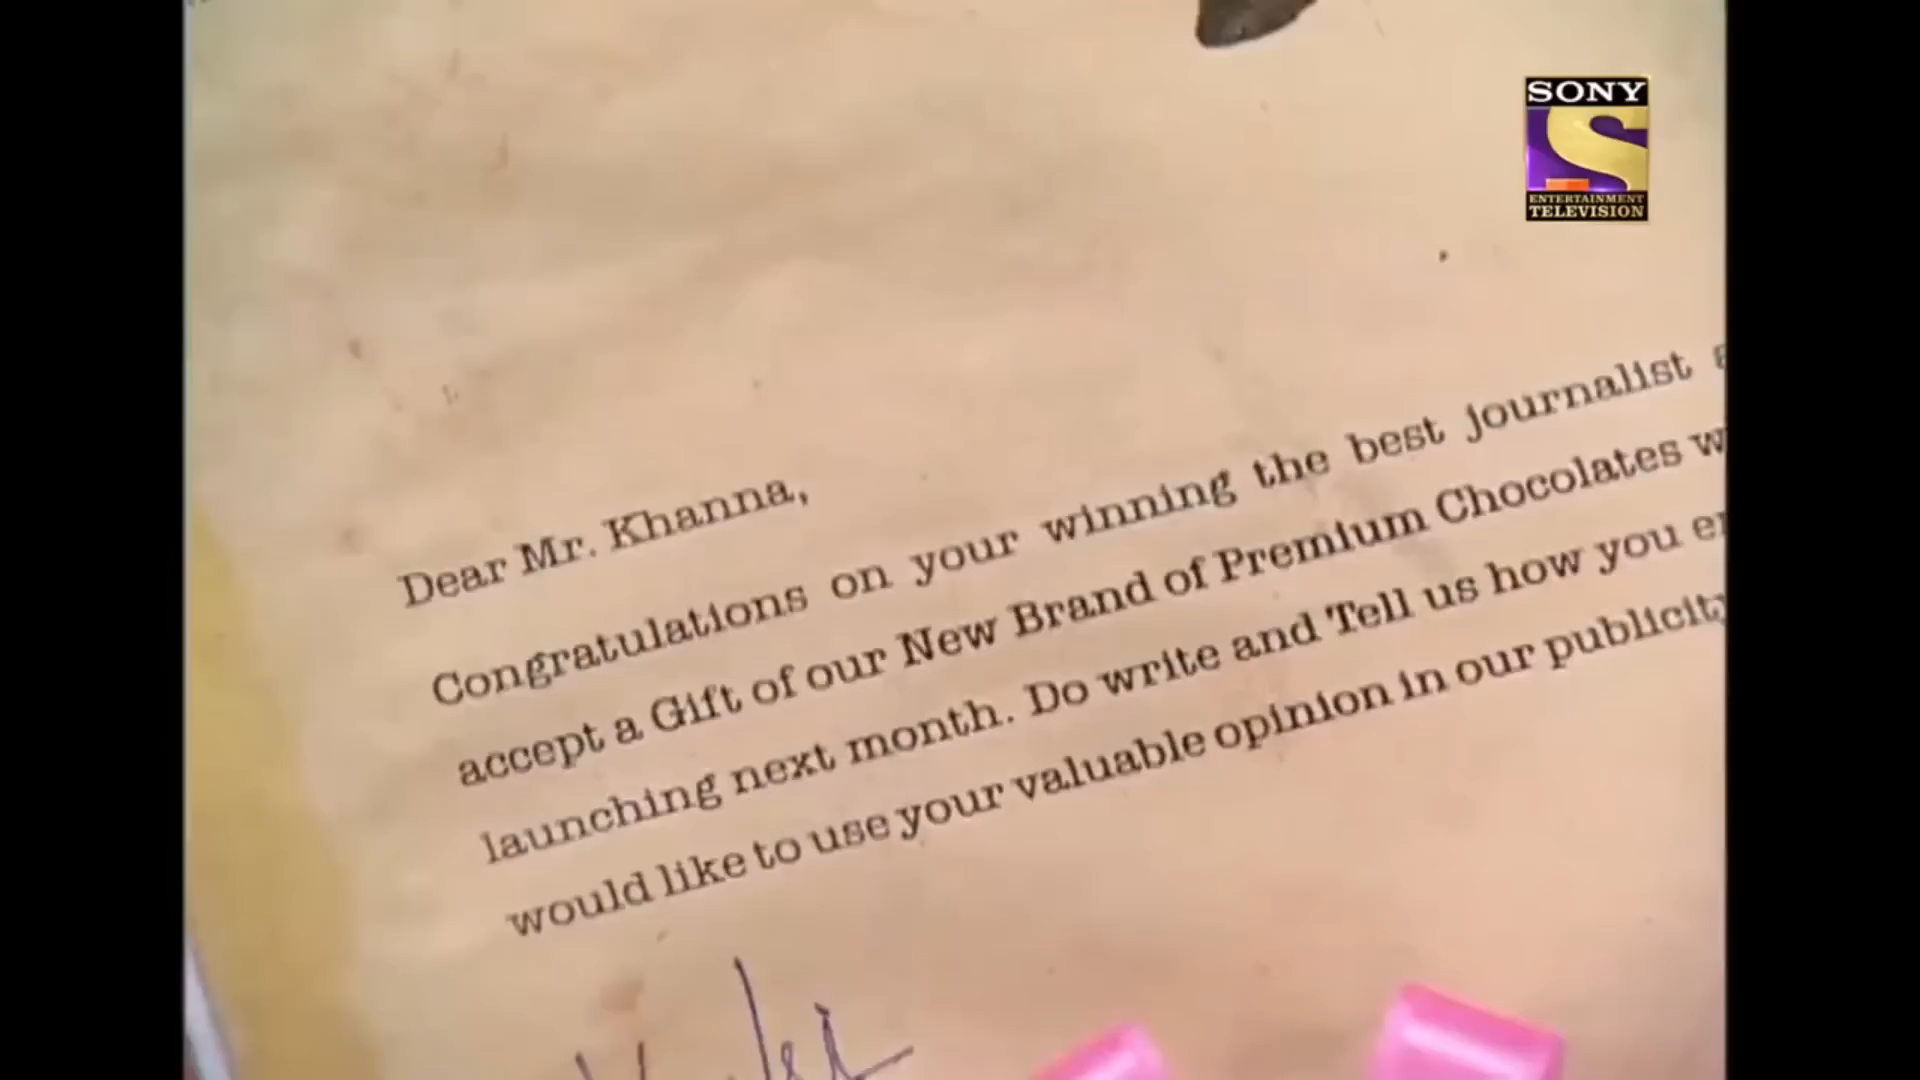 SONY
ENTERTAINMENT
TELEVISION
Dear Mr. Khanna,
Congratulations on your winning the best journalist
accept a Gift of our New Brand of Premium Chocolates
launching next month. Do write and Tell us how you
would like to use your valuable opinion in our publicity